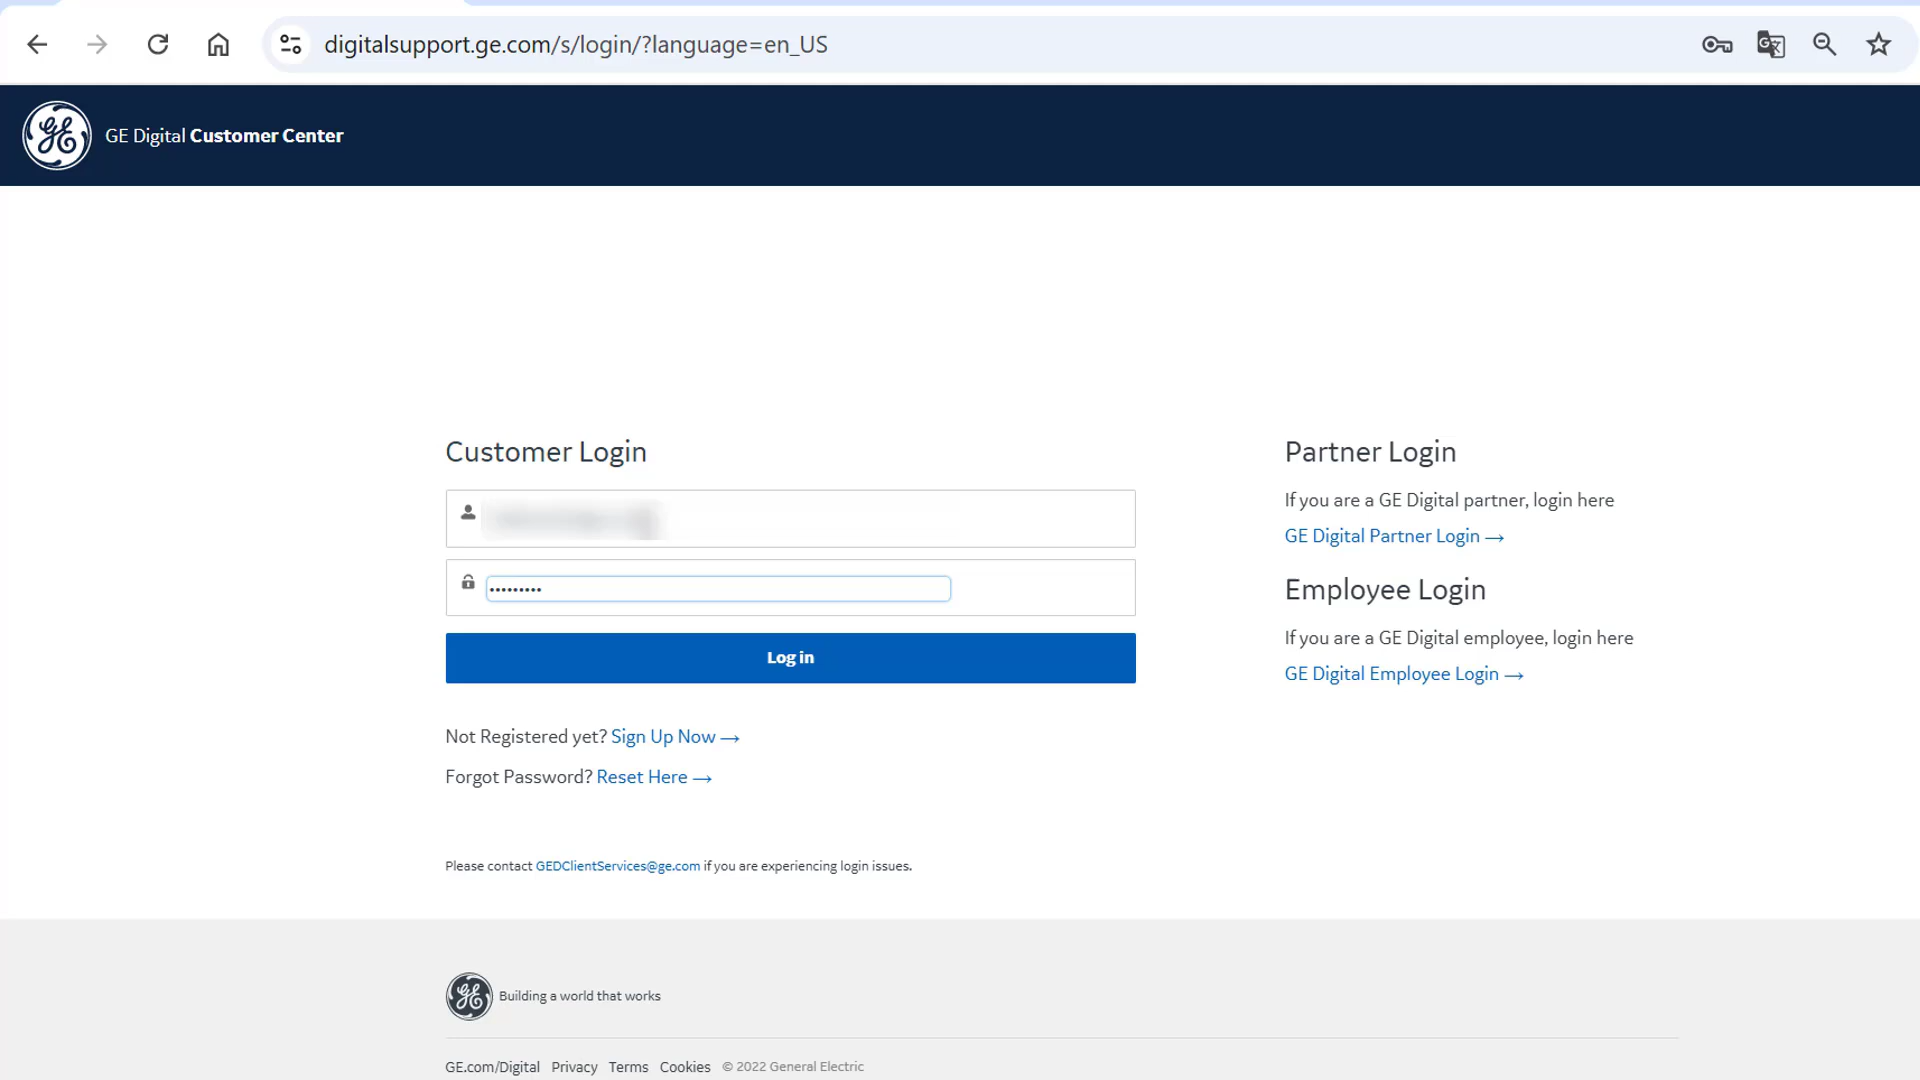 digitalsupport.ge.com/s/login/?language=en_US
GE Digital Customer Center
Customer Login
•••••••••
Log in
Not Registered yet? Sign Up Now →
Forgot Password? Reset Here →
Please contact GEDClientServices@ge.com if you are experiencing login issues.
Partner Login
If you are a GE Digital partner, login here
GE Digital Partner Login →
Employee Login
If you are a GE Digital employee, login here
GE Digital Employee Login →
Building a world that works
GE.com/Digital Privacy Terms Cookies © 2022 General Electric